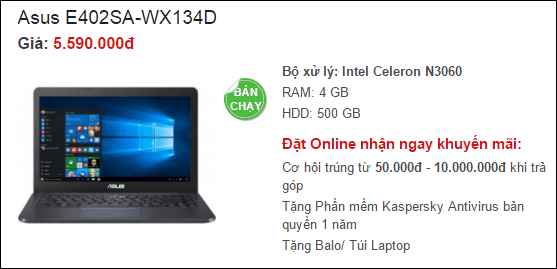 Asus E402SA-WX134D
Giá: 5.590.000đ
BÁN
CHẠY
ASUS
Bộ xử lý: Intel Celeron N3060
RAM: 4 GB
HDD: 500 GB
Đặt Online nhận ngay khuyến mãi:
Cơ hội trúng từ 50.000đ - 10.000.000đ khi trả
góp
Tặng Phần mềm Kaspersky Antivirus bản
quyền 1 năm
Tặng Balo/ Túi Laptop